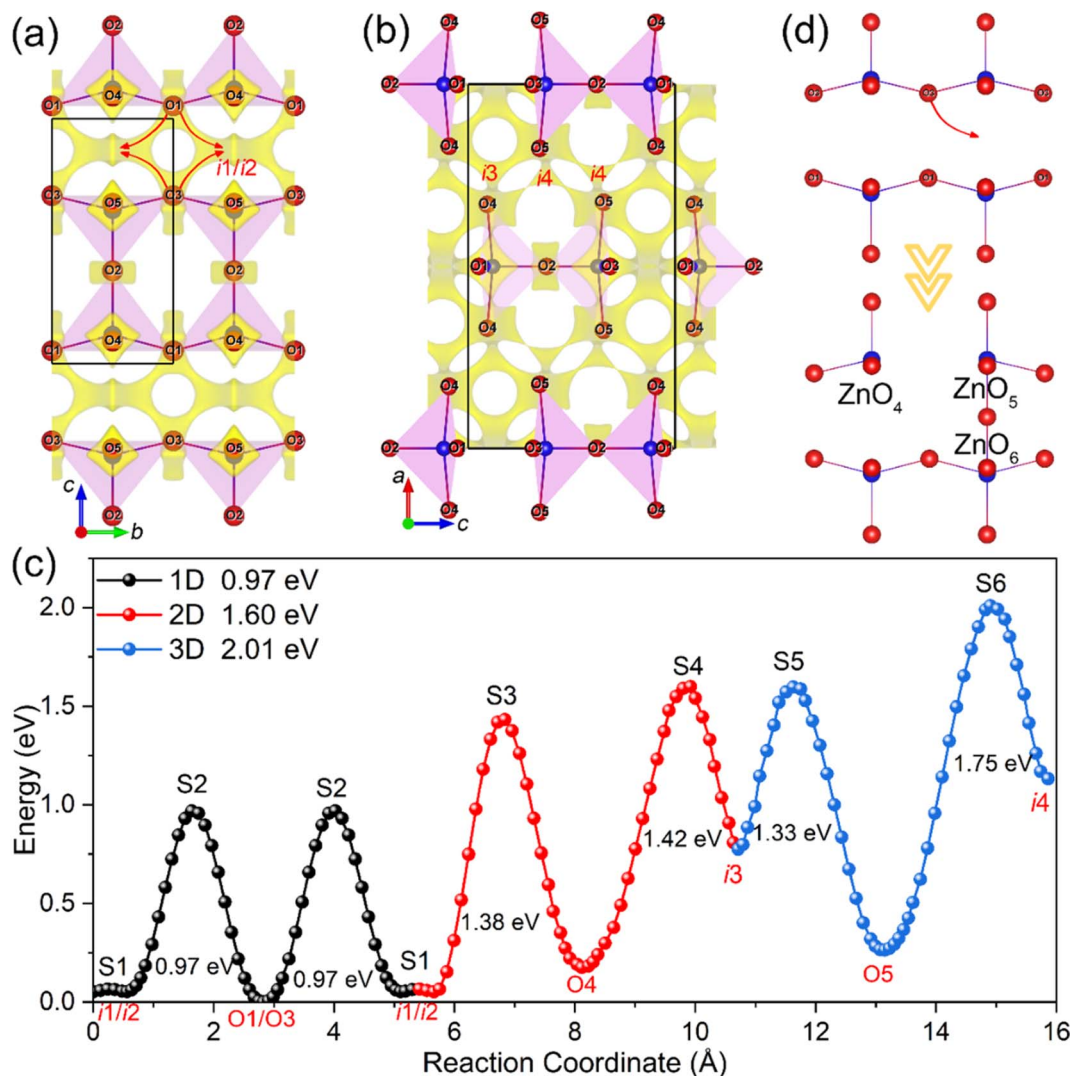 (a)
O2 O2
O1 O4 O1 O4 O1
i1/i2
O3 O5 O3 O5 O3
O2 O2
O1 O4 O1 O4 O1
O3 O5 O3 O5 O3
O2 O2
c
b
(b)
O4 O5 O4
O2 O1 O2 O1
O4 O5 O4
i3 i4 i4
O4 O5 O4
O1 O2 O3 O1 O2
O4 O5 O4
O4 O5 O4
O2 O1 O2 O1
O4 O5 O4
a
c
(d)
O3 O3 O3
O1 O1 O1
ZnO4 ZnO5
ZnO6
(c)
1D 0.97 eV
2D 1.60 eV
3D 2.01 eV
S1 S2 S2 S1 S3 S4 S5 S6
0.97 eV 0.97 eV 1.38 eV 1.42 eV 1.33 eV 1.75 eV
i1/i2 O1/O3 i1/i2 O4 i3 O5 i4
Energy (eV)
2.0
1.5
1.0
0.5
0.0
0 2 4 6 8 10 12 14 16
Reaction Coordinate (Å)